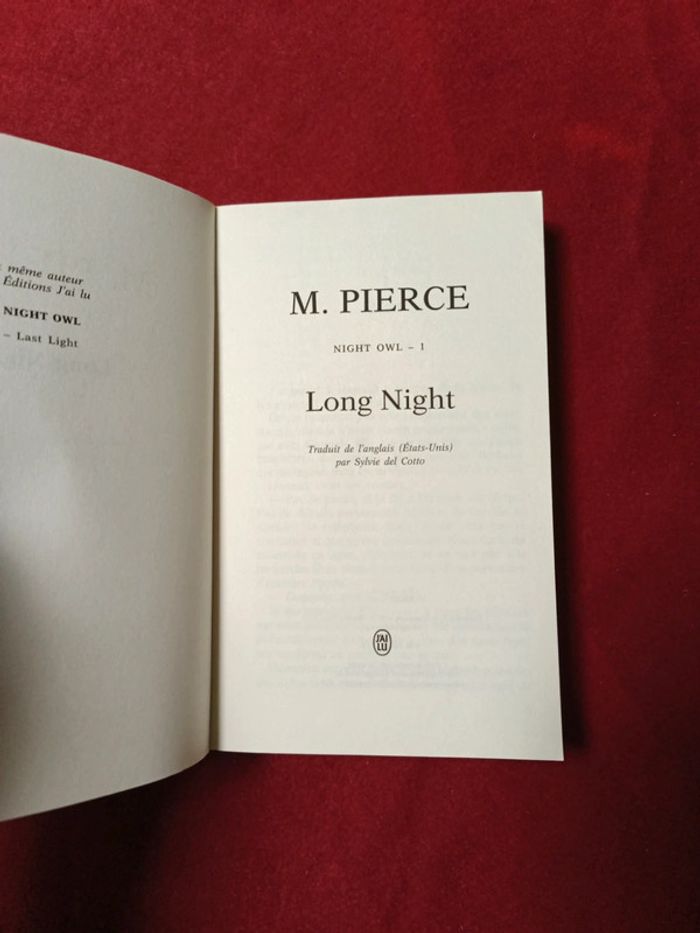 même auteur
Éditions J'ai lu
NIGHT OWL
– Last Light
M. PIERCE
NIGHT OWL – 1
Long Night
Traduit de l'anglais (États-Unis)
par Sylvie del Cotto
J'AI
LU